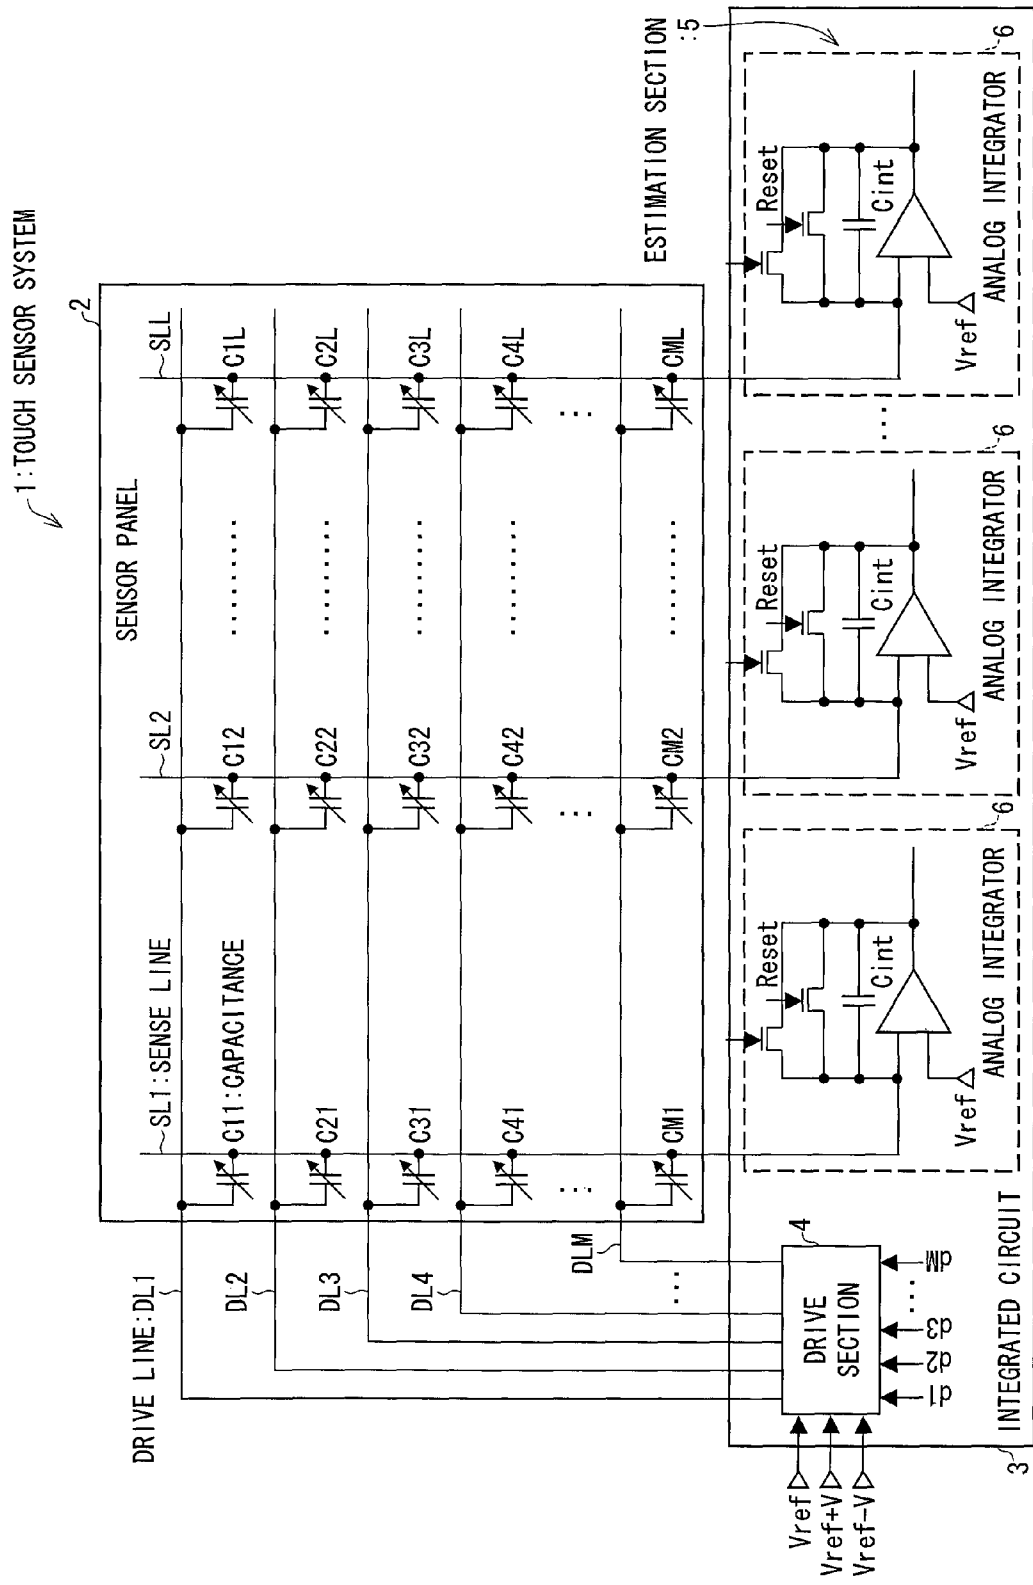 1:TOUCH SENSOR SYSTEM
2
SENSOR PANEL
DRIVE LINE:DL1
DL2
DL3
DL4
DLM
...
SL1:SENSE LINE
SL2
SLL
C11:CAPACITANCE
C12
.........
C1L
C21
C22
.........
C2L
C31
C32
.........
C3L
C41
C42
.........
C4L
...
...
...
CM1
CM2
.........
CML
ESTIMATION SECTION
:5
Vref
Vref+V
Vref-V
4
DRIVE
SECTION
d1
d2
d3
...
dM
INTEGRATED CIRCUIT
3
6
Reset
Cint
Vref
ANALOG INTEGRATOR
6
Reset
Cint
Vref
ANALOG INTEGRATOR
...
6
Reset
Cint
Vref
ANALOG INTEGRATOR